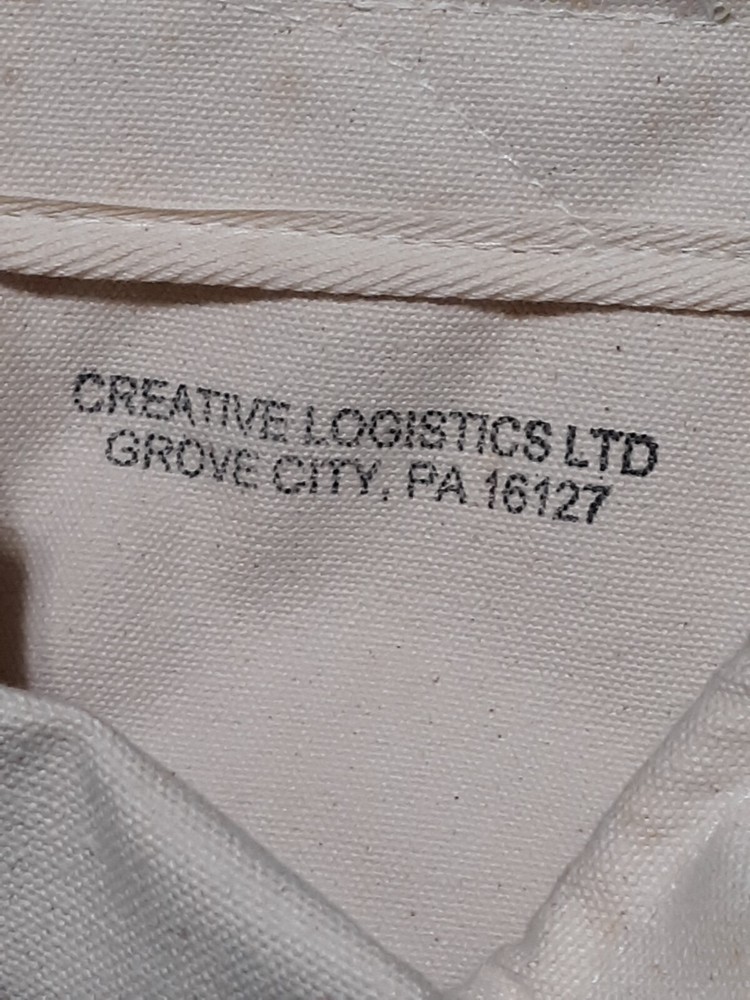 CREATIVE LOGISTICS LTD
GROVE CITY, PA 16127